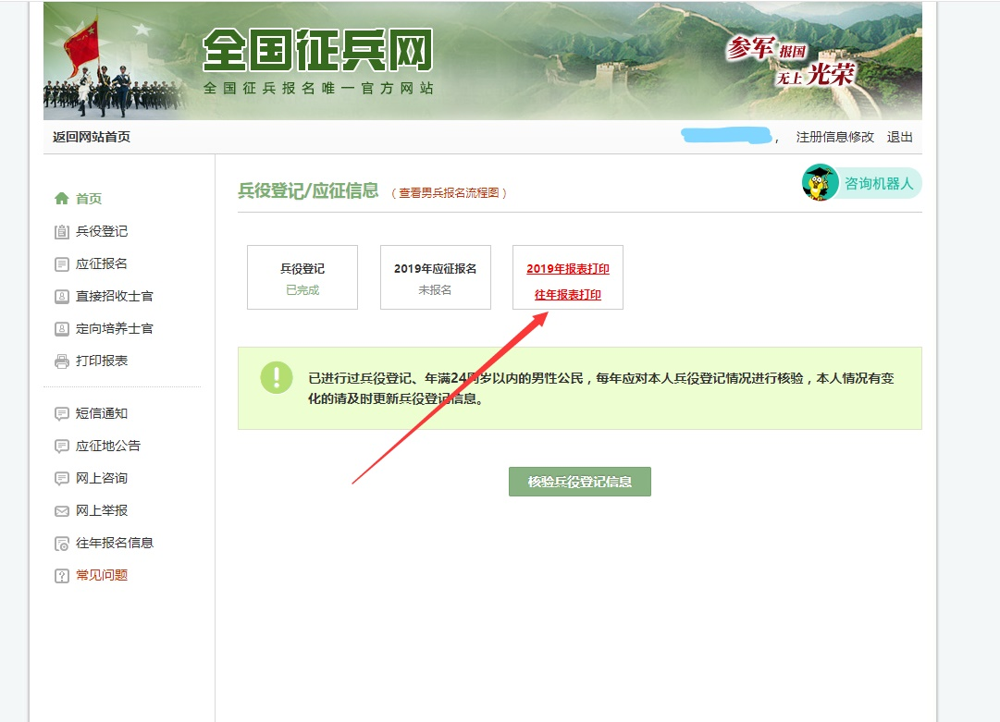 全国征兵网
全国征兵报名唯一官方网站
参军 报国
无上 光荣
返回网站首页
， 注册信息修改 退出
首页
兵役登记
应征报名
直接招收士官
定向培养士官
打印报表
短信通知
应征地公告
网上咨询
网上举报
往年报名信息
常见问题
兵役登记/应征信息 （查看男兵报名流程图）
咨询机器人
兵役登记
已完成
2019年应征报名
未报名
2019年报表打印
往年报表打印
已进行过兵役登记、年满24周岁以内的男性公民，每年应对本人兵役登记情况进行核验，本人情况有变
化的请及时更新兵役登记信息。
核验兵役登记信息